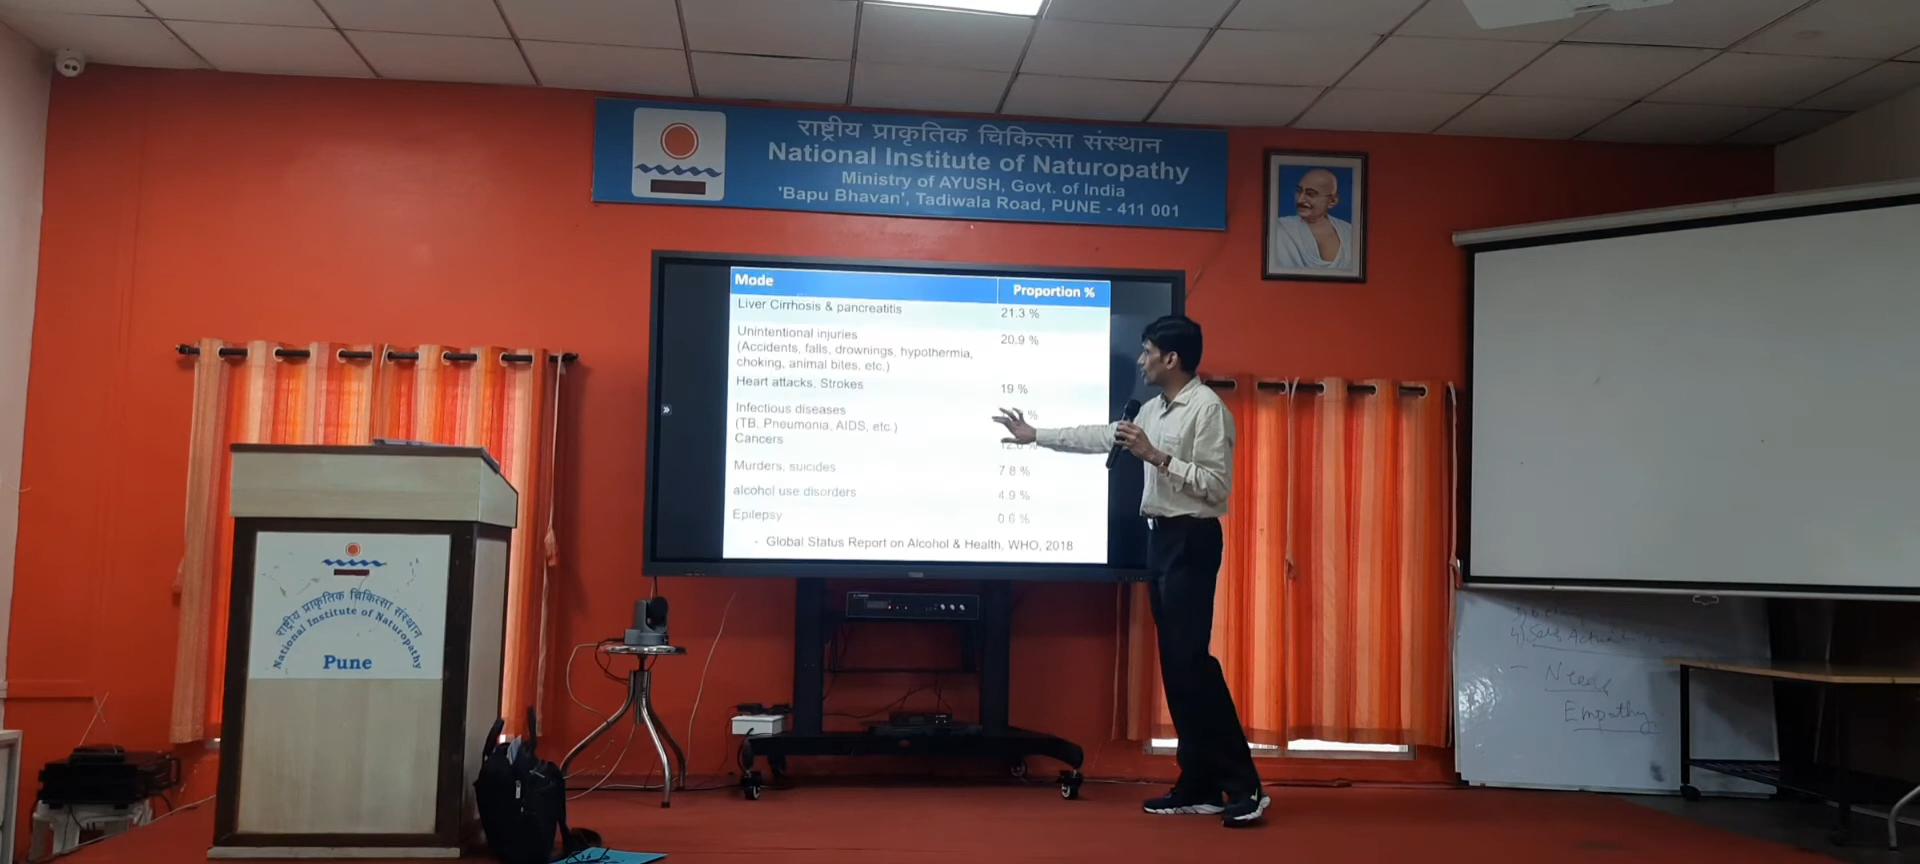 राष्ट्रीय प्राकृतिक चिकित्सा संस्थान
National Institute of Naturopathy
Ministry of AYUSH, Govt. of India
'Bapu Bhavan', Tadiwala Road, PUNE - 411 001
Mode Proportion %
Liver Cirrhosis & pancreatitis 21.3 %
Unintentional injuries 20.9 %
(Accidents, falls, drownings, hypothermia,
choking, animal bites, etc.)
Heart attacks, Strokes 19 %
Infectious diseases %
(TB, Pneumonia, AIDS, etc.)
Cancers
Murders, suicides 7.8 %
alcohol use disorders 4.9 %
Epilepsy 0.6 %
- Global Status Report on Alcohol & Health, WHO, 2018
राष्ट्रीय प्राकृतिक चिकित्सा संस्थान
National Institute of Naturopathy
Pune
4) Self
- Need
Empathy